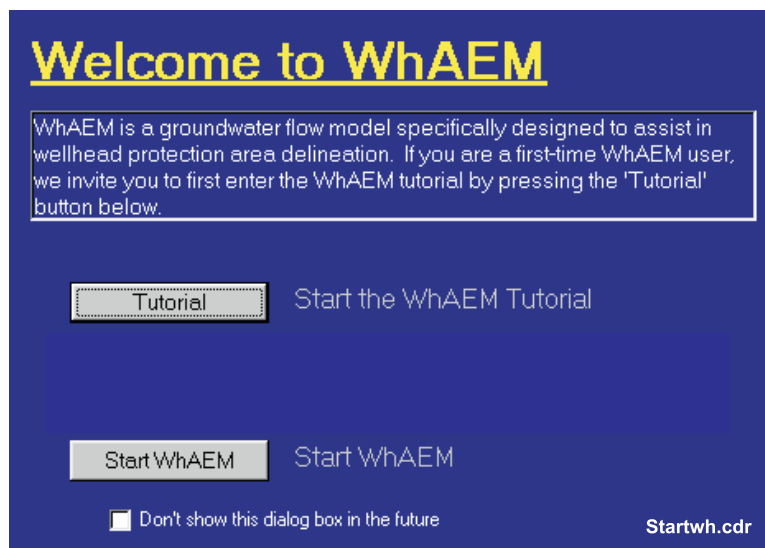 Welcome to WhAEM
WhAEM is a groundwater flow model specifically designed to assist in
wellhead protection area delineation.  If you are a first-time WhAEM user,
we invite you to first enter the WhAEM tutorial by pressing the 'Tutorial'
button below.
Tutorial
Start the WhAEM Tutorial
Start WhAEM
Start WhAEM
Don't show this dialog box in the future
Startwh.cdr